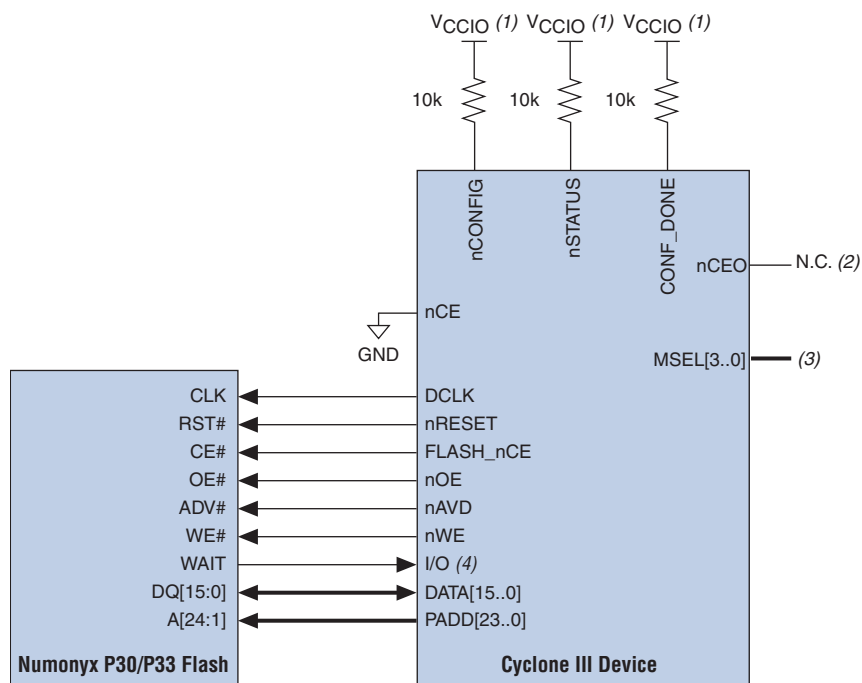 VCCIO (1) VCCIO (1) VCCIO (1)
10k 10k 10k
nCONFIG
nSTATUS
CONF_DONE
nCEO N.C. (2)
nCE
GND
MSEL[3..0] (3)
CLK DCLK
RST# nRESET
CE# FLASH_nCE
OE# nOE
ADV# nAVD
WE# nWE
WAIT I/O (4)
DQ[15:0] DATA[15..0]
A[24:1] PADD[23..0]
Numonyx P30/P33 Flash Cyclone III Device